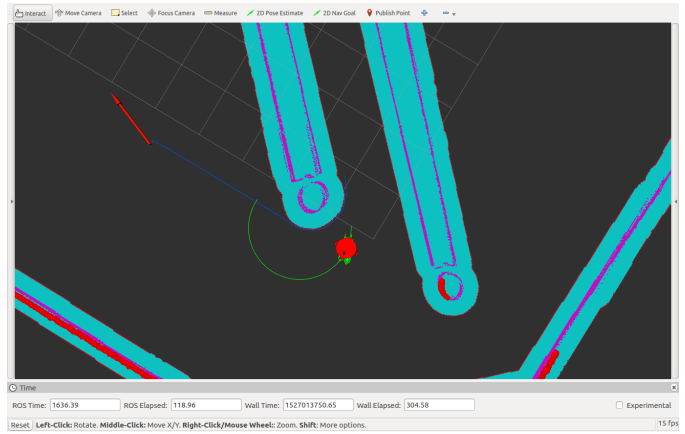 Interact Move Camera Select Focus Camera Measure 2D Pose Estimate 2D Nav Goal Publish Point
Time
ROS Time: 1636.39 ROS Elapsed: 118.96 Wall Time: 1527013750.65 Wall Elapsed: 304.58 Experimental
Reset Left-Click: Rotate. Middle-Click: Move X/Y. Right-Click/Mouse Wheel:: Zoom. Shift: More options. 15 fps